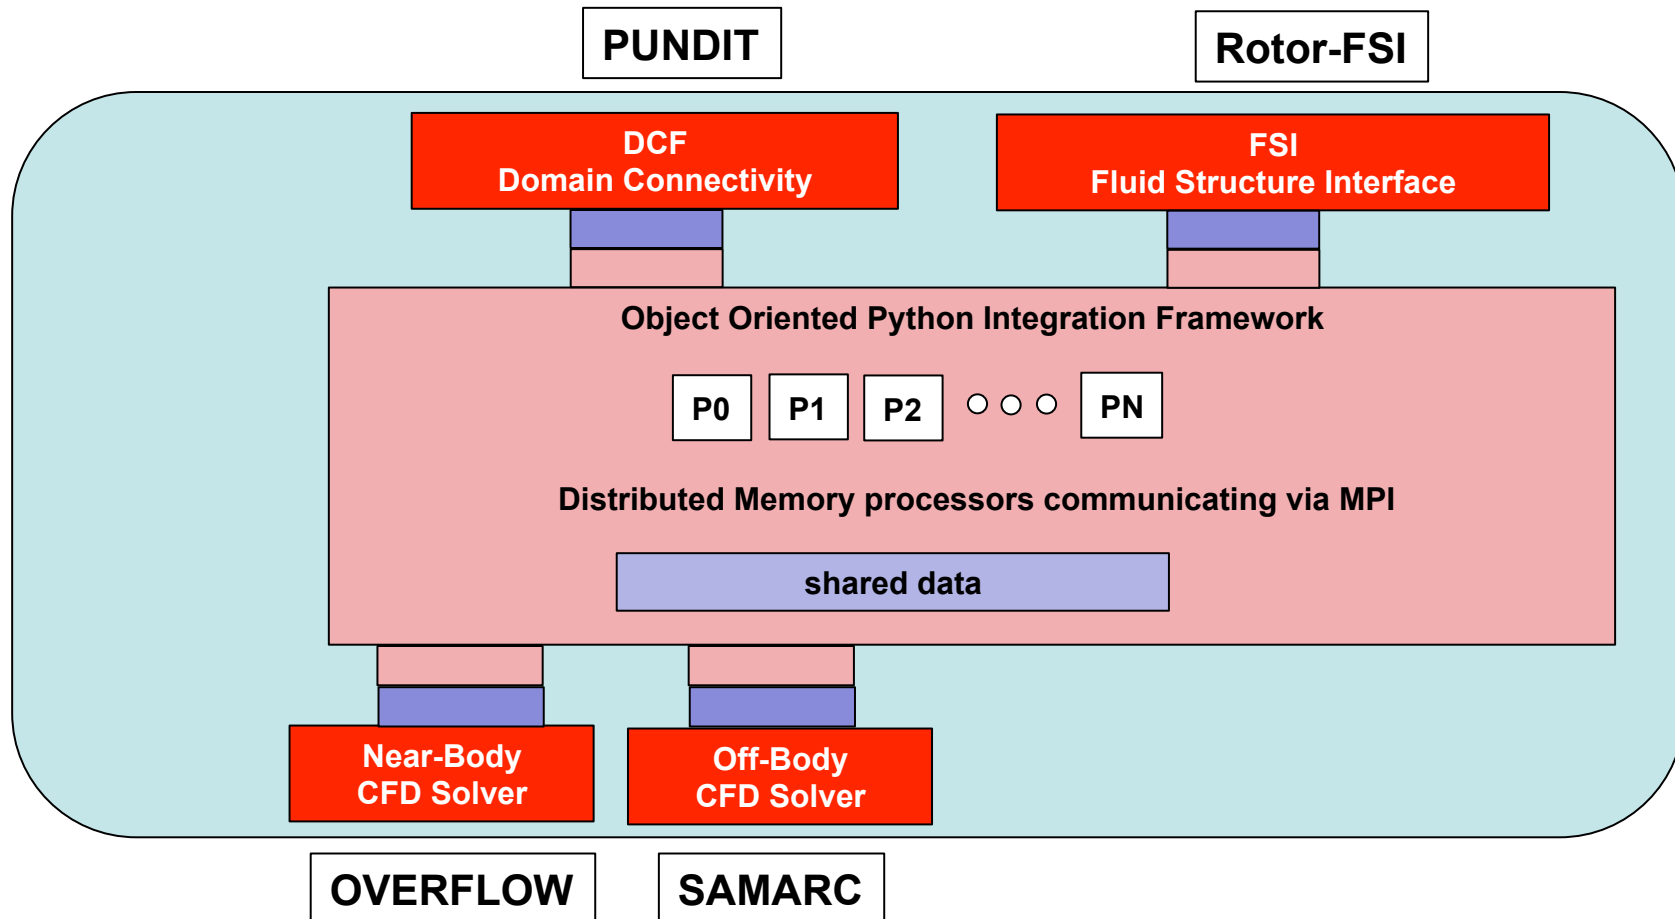 PUNDIT
Rotor-FSI
DCF
Domain Connectivity
FSI
Fluid Structure Interface
Object Oriented Python Integration Framework
P0 P1 P2 PN
Distributed Memory processors communicating via MPI
shared data
Near-Body
CFD Solver
Off-Body
CFD Solver
OVERFLOW
SAMARC